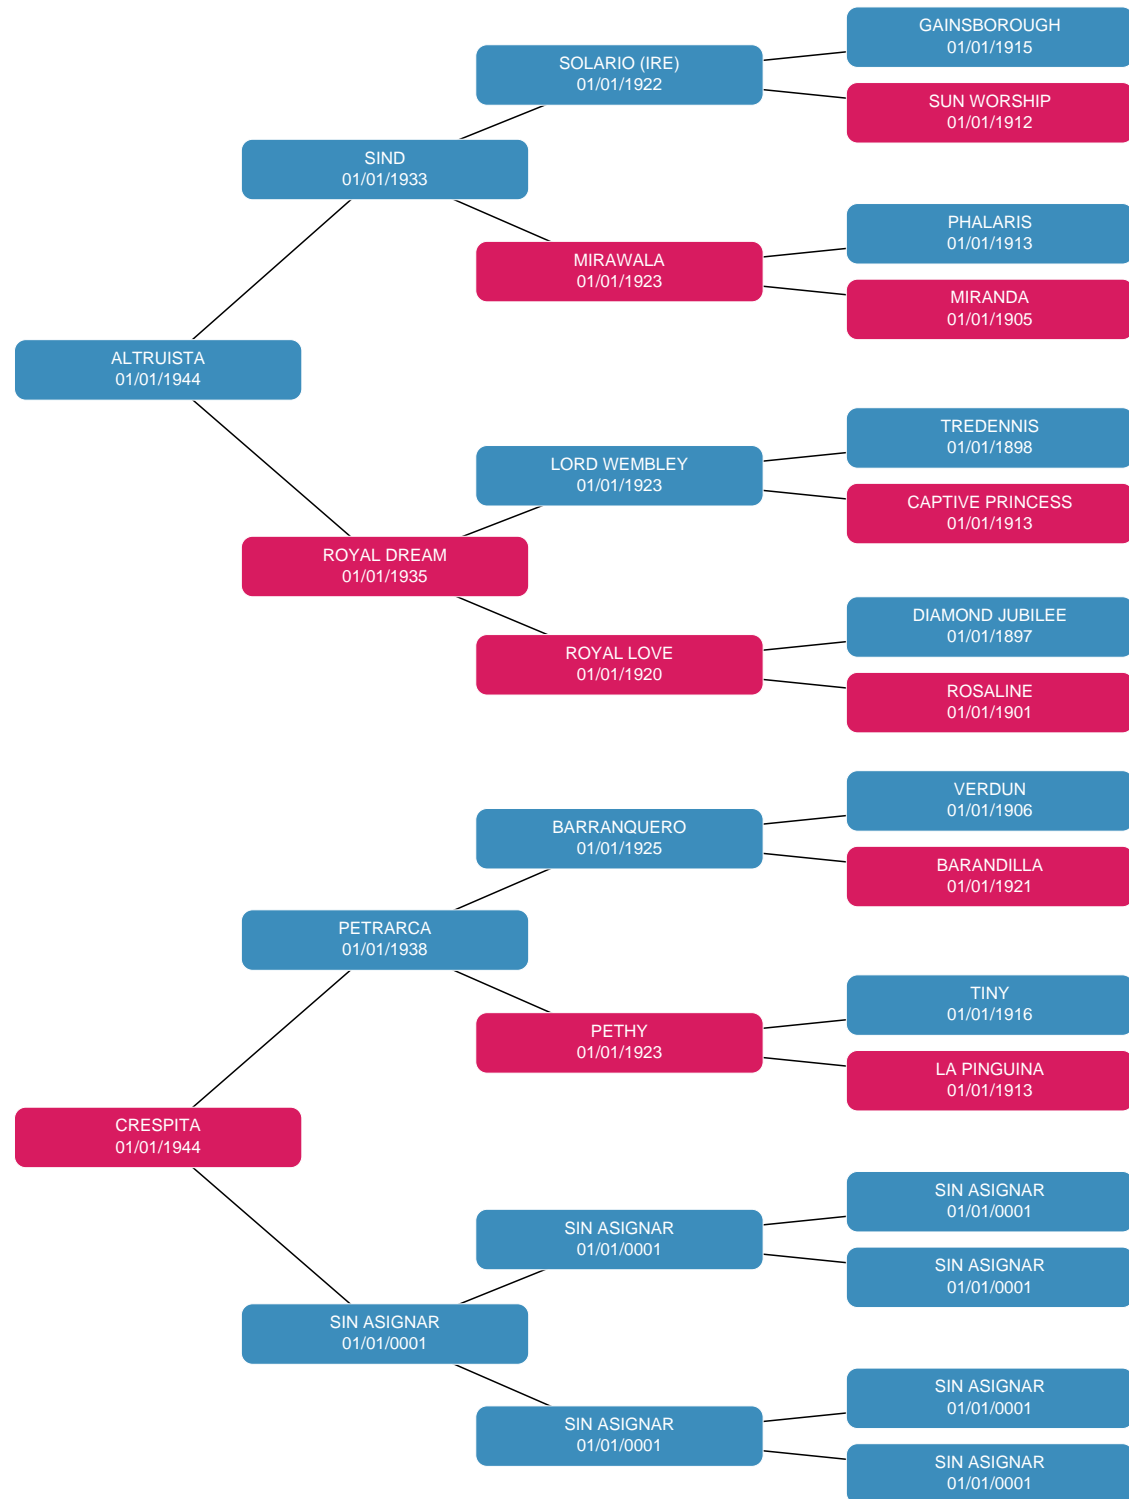 GAINSBOROUGH
01/01/1915
SOLARIO (IRE)
01/01/1922
SUN WORSHIP
01/01/1912
SIND
01/01/1933
PHALARIS
01/01/1913
MIRAWALA
01/01/1923
MIRANDA
01/01/1905
ALTRUISTA
01/01/1944
TREDENNIS
01/01/1898
LORD WEMBLEY
01/01/1923
CAPTIVE PRINCESS
01/01/1913
ROYAL DREAM
01/01/1935
DIAMOND JUBILEE
01/01/1897
ROYAL LOVE
01/01/1920
ROSALINE
01/01/1901
VERDUN
01/01/1906
BARRANQUERO
01/01/1925
BARANDILLA
01/01/1921
PETRARCA
01/01/1938
TINY
01/01/1916
PETHY
01/01/1923
LA PINGUINA
01/01/1913
CRESPITA
01/01/1944
SIN ASIGNAR
01/01/0001
SIN ASIGNAR
01/01/0001
SIN ASIGNAR
01/01/0001
SIN ASIGNAR
01/01/0001
SIN ASIGNAR
01/01/0001
SIN ASIGNAR
01/01/0001
SIN ASIGNAR
01/01/0001